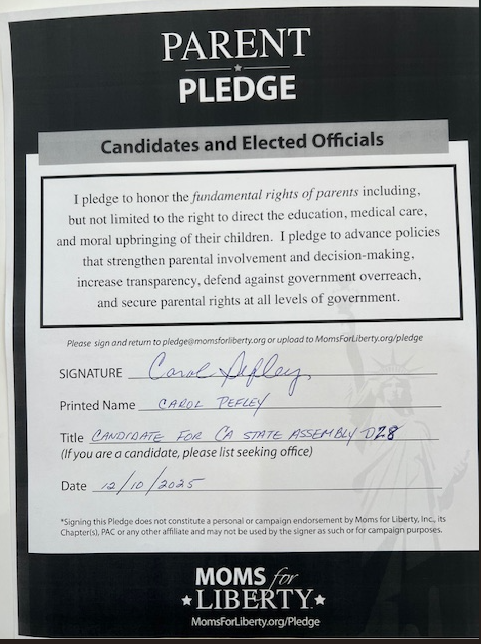 PARENT
PLEDGE
Candidates and Elected Officials
I pledge to honor the fundamental rights of parents including,
but not limited to the right to direct the education, medical care,
and moral upbringing of their children. I pledge to advance policies
that strengthen parental involvement and decision-making,
increase transparency, defend against government overreach,
and secure parental rights at all levels of government.
Please sign and return to pledge@momsforliberty.org or upload to MomsForLiberty.org/pledge
SIGNATURE Carol Pefley
Printed Name CAROL PEFLEY
Title CANDIDATE FOR CA STATE ASSEMBLY D28
(If you are a candidate, please list seeking office)
Date 12/10/2025
*Signing this Pledge does not constitute a personal or campaign endorsement by Moms for Liberty, Inc., its
Chapter(s), PAC or any other affiliate and may not be used by the signer as such or for campaign purposes.
MOMS for
LIBERTY
MomsForLiberty.org/Pledge